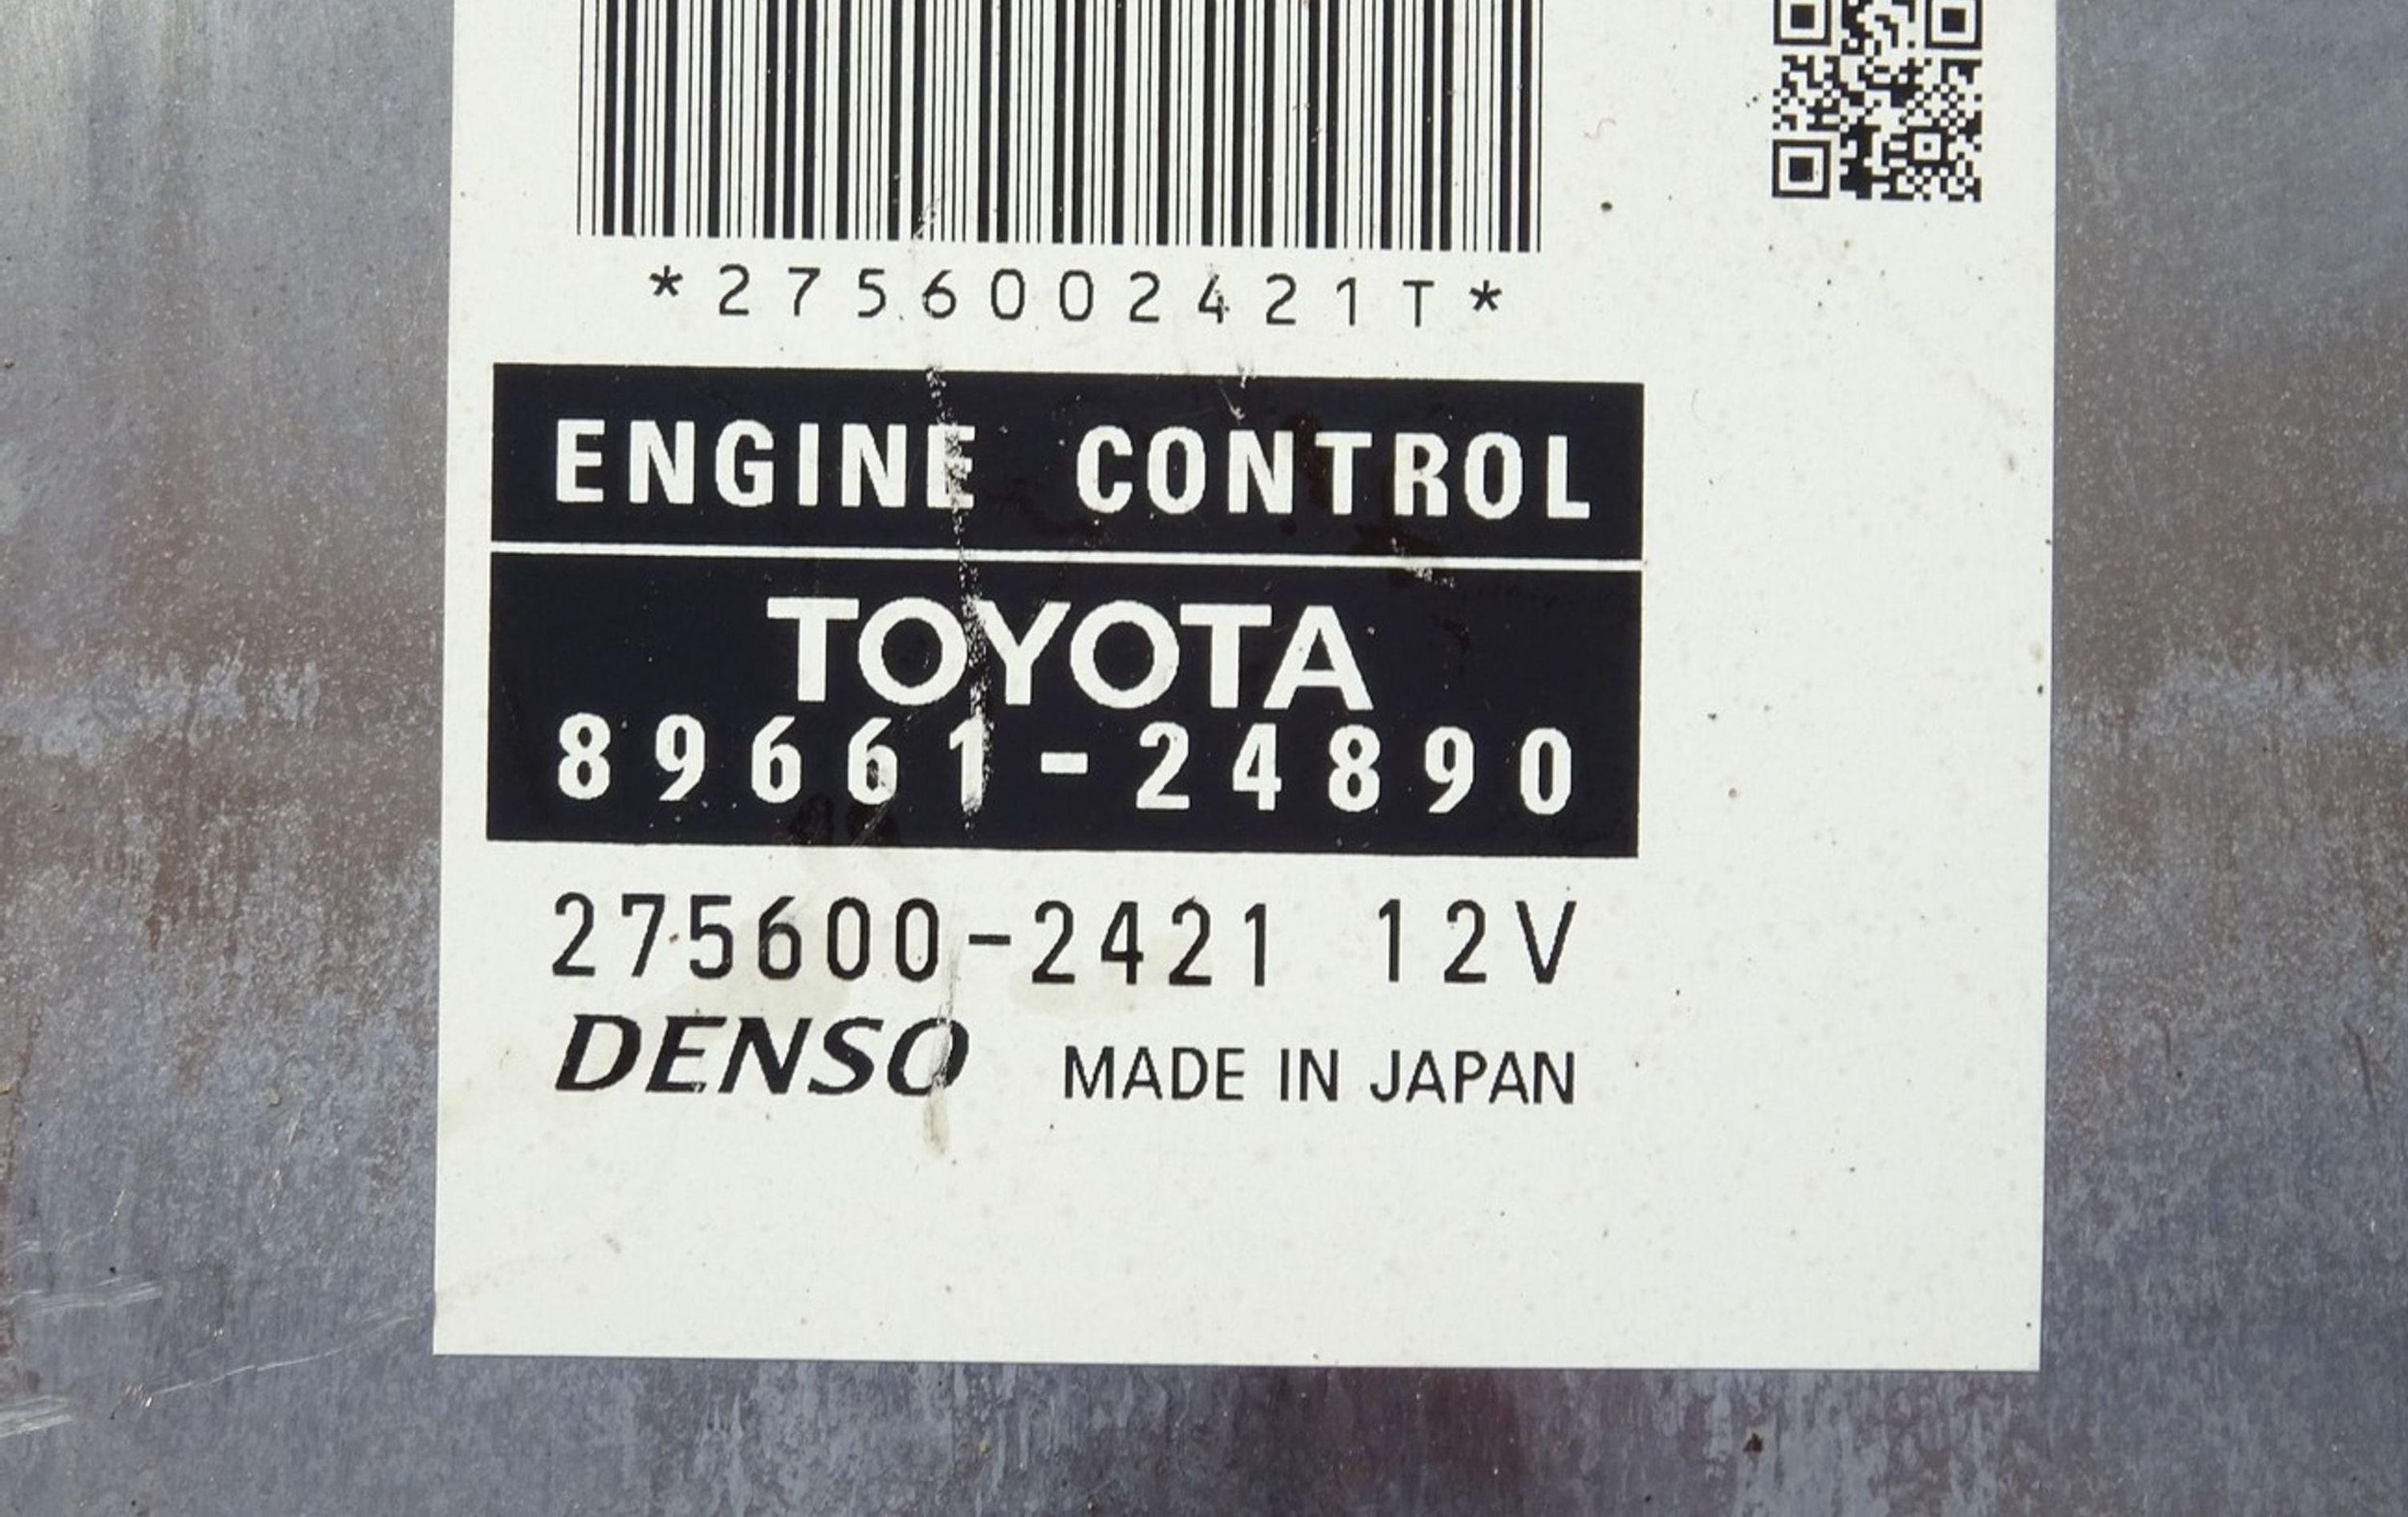 *2756002421T*
ENGINE CONTROL
TOYOTA
89661-24890
275600-2421 12V
DENSO MADE IN JAPAN